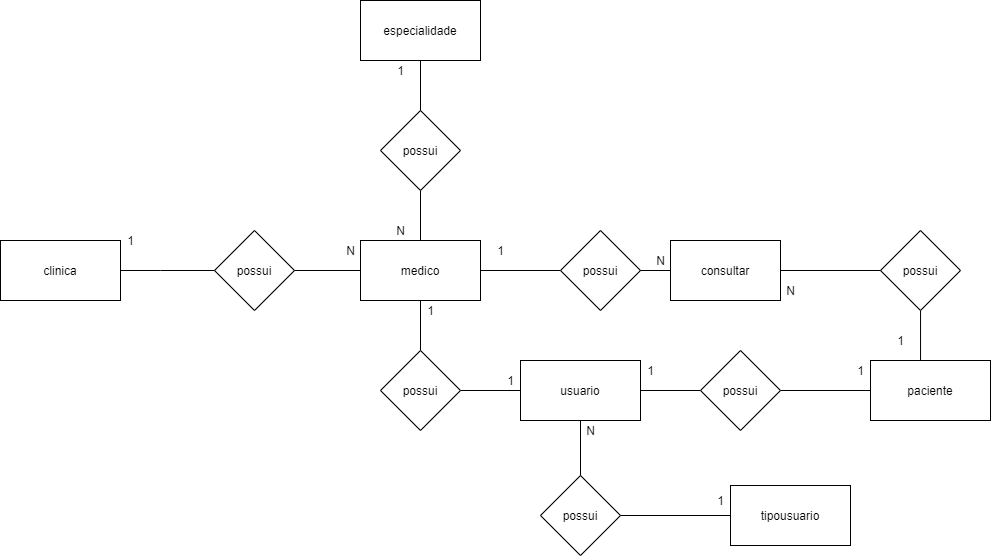 especialidade
1
possui
N
clinica
1
possui
N
medico
1
possui
N
consultar
N
possui
1
1
possui
1
usuario
1
possui
1
paciente
N
possui
1
tipousuario